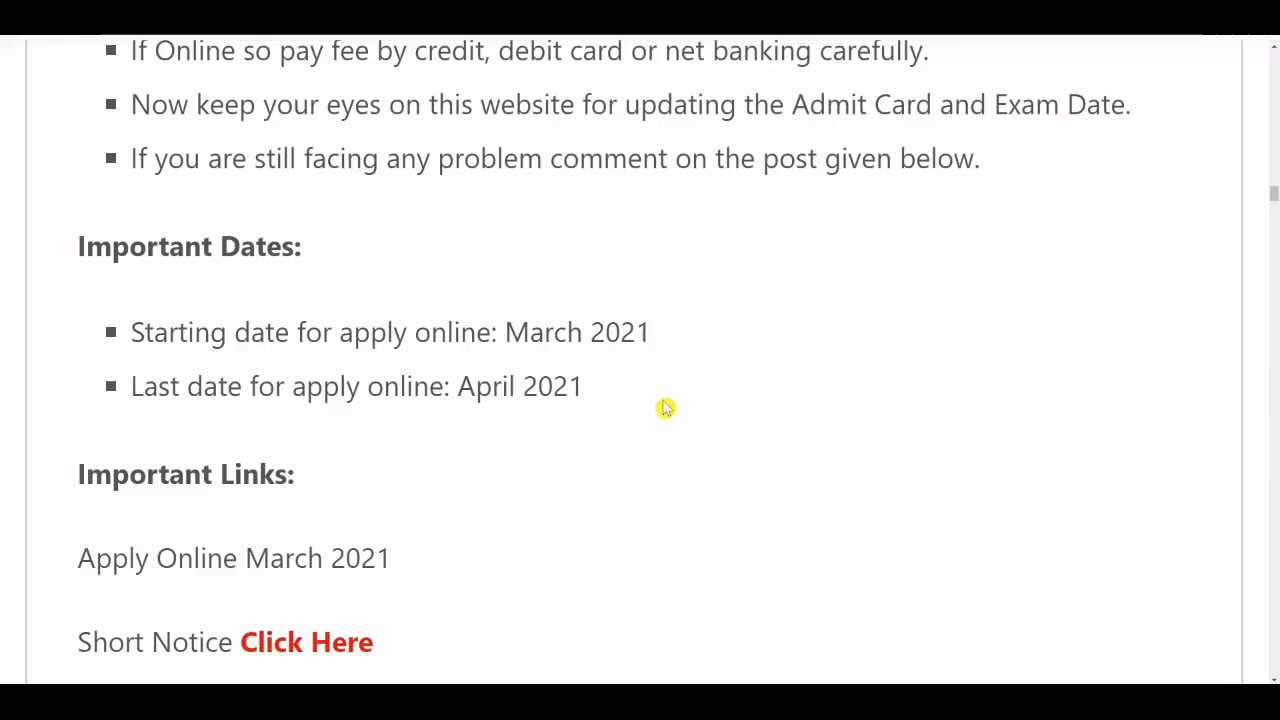 If Online so pay fee by credit, debit card or net banking carefully.
Now keep your eyes on this website for updating the Admit Card and Exam Date.
If you are still facing any problem comment on the post given below.
Important Dates:
Starting date for apply online: March 2021
Last date for apply online: April 2021
Important Links:
Apply Online March 2021
Short Notice Click Here